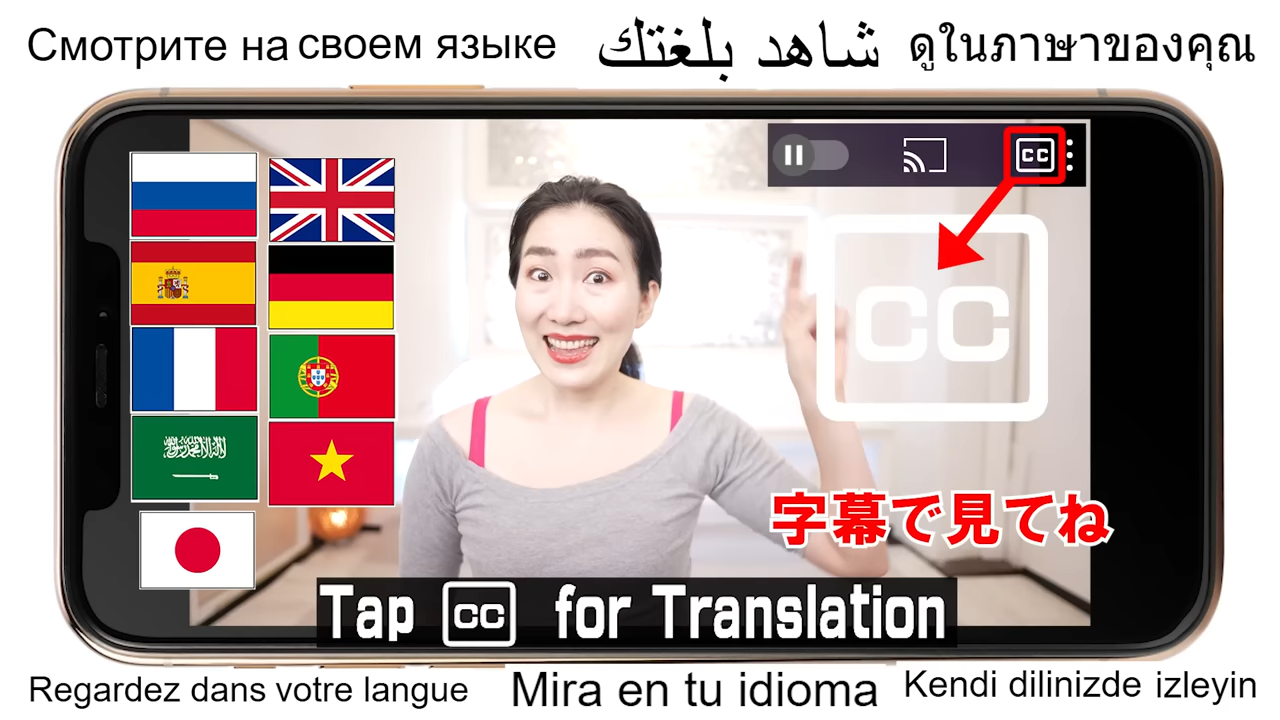 Смотрите на своем языке
شاهد بلغتك
ดูในภาษาของคุณ
CC
CC
字幕で見てね
Tap CC for Translation
Regardez dans votre langue
Mira en tu idioma
Kendi dilinizde izleyin